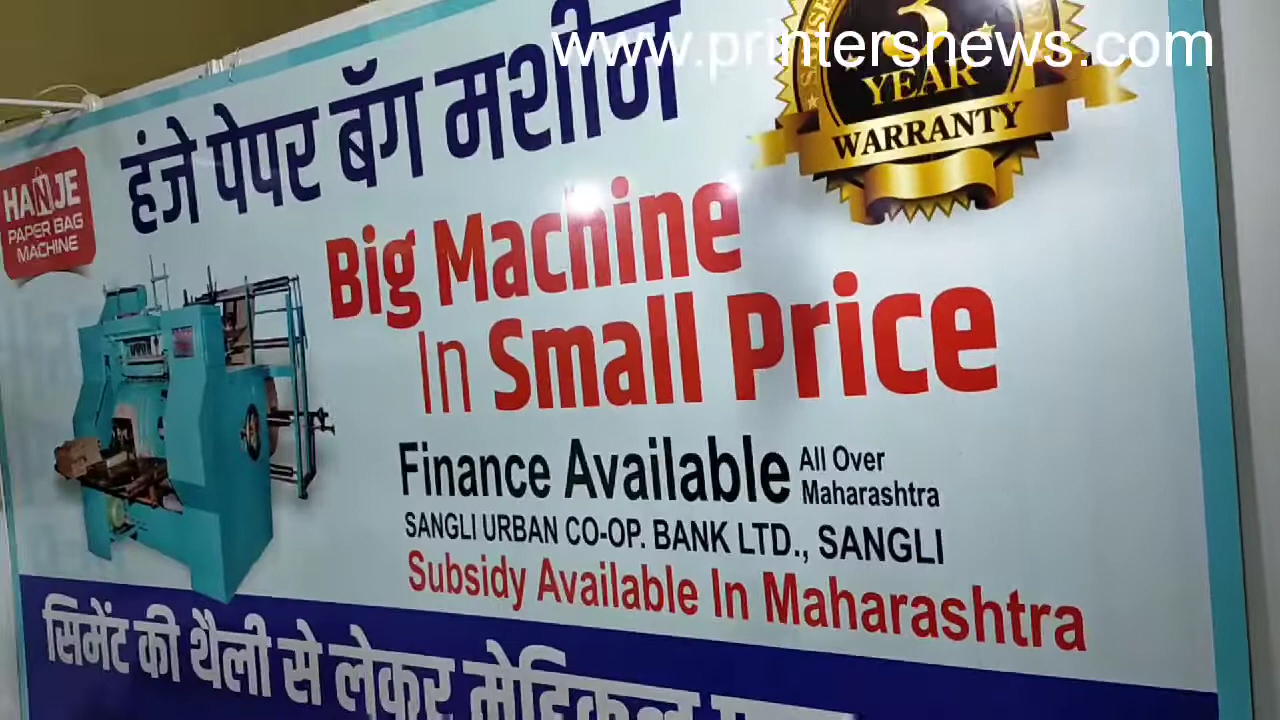 www.printersnews.com
हंजे पेपर बॅग मशीन
3
YEAR
WARRANTY
HANJE
PAPER BAG
MACHINE
Big Machine
In Small Price
Finance Available All Over
Maharashtra
SANGLI URBAN CO-OP. BANK LTD., SANGLI
Subsidy Available In Maharashtra
सिमेंट की थैली से लेकर मेडिकल